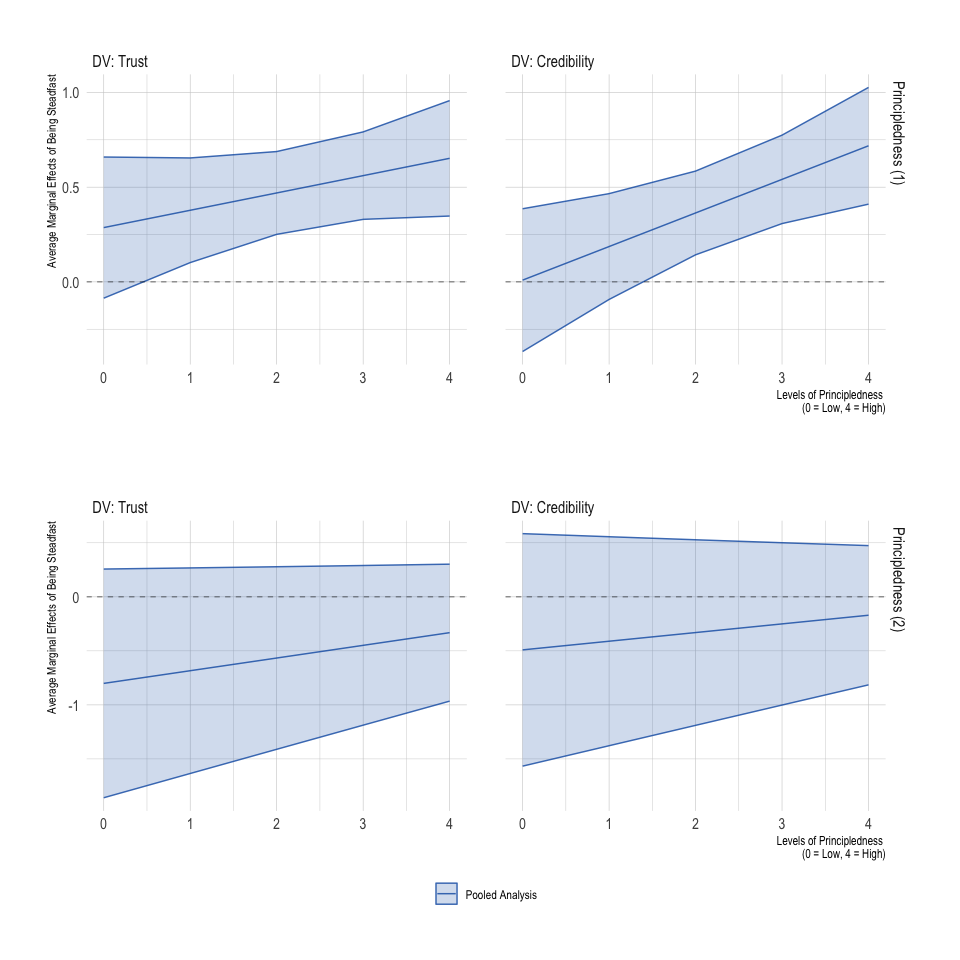 DV: Trust
DV: Credibility
Average Marginal Effects of Being Steadfast
1.0
0.5
0.0
Principledness (1)
0 1 2 3 4
0 1 2 3 4
Levels of Principledness
(0 = Low, 4 = High)
DV: Trust
DV: Credibility
Average Marginal Effects of Being Steadfast
0
-1
Principledness (2)
0 1 2 3 4
0 1 2 3 4
Levels of Principledness
(0 = Low, 4 = High)
Pooled Analysis